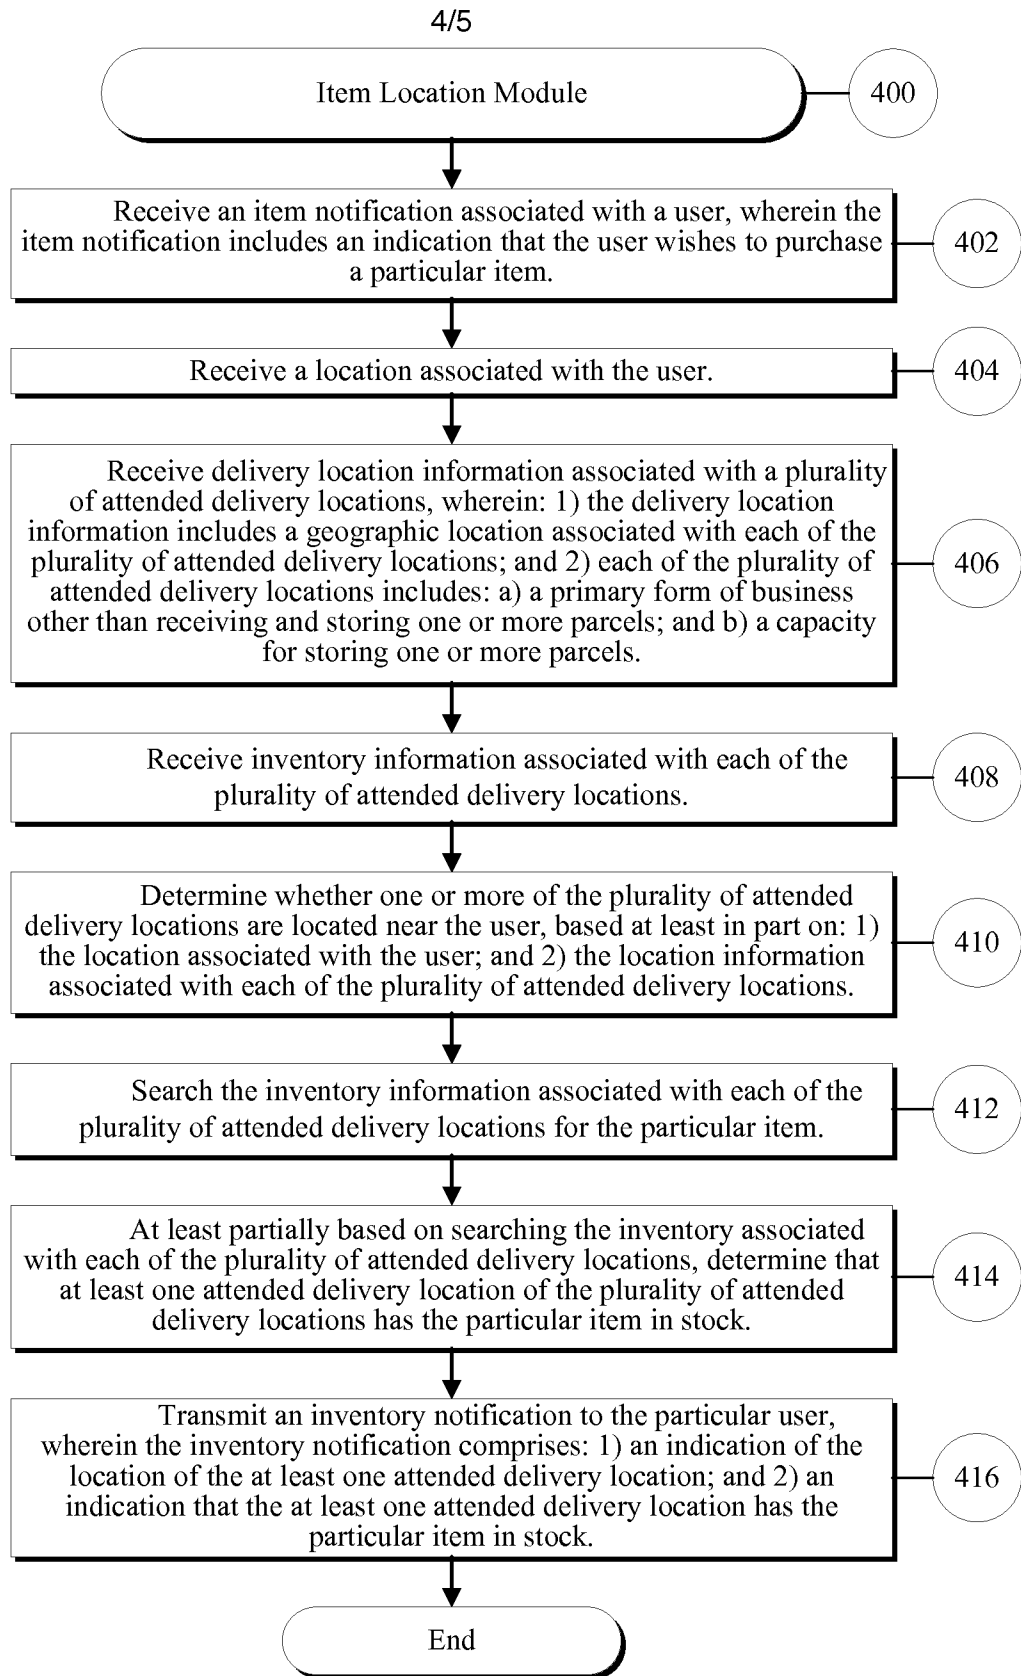 4/5
Item Location Module
400
Receive an item notification associated with a user, wherein the
item notification includes an indication that the user wishes to purchase
a particular item.
402
Receive a location associated with the user.
404
Receive delivery location information associated with a plurality
of attended delivery locations, wherein: 1) the delivery location
information includes a geographic location associated with each of the
plurality of attended delivery locations; and 2) each of the plurality of
attended delivery locations includes: a) a primary form of business
other than receiving and storing one or more parcels; and b) a capacity
for storing one or more parcels.
406
Receive inventory information associated with each of the
plurality of attended delivery locations.
408
Determine whether one or more of the plurality of attended
delivery locations are located near the user, based at least in part on: 1)
the location associated with the user; and 2) the location information
associated with each of the plurality of attended delivery locations.
410
Search the inventory information associated with each of the
plurality of attended delivery locations for the particular item.
412
At least partially based on searching the inventory associated
with each of the plurality of attended delivery locations, determine that
at least one attended delivery location of the plurality of attended
delivery locations has the particular item in stock.
414
Transmit an inventory notification to the particular user,
wherein the inventory notification comprises: 1) an indication of the
location of the at least one attended delivery location; and 2) an
indication that the at least one attended delivery location has the
particular item in stock.
416
End